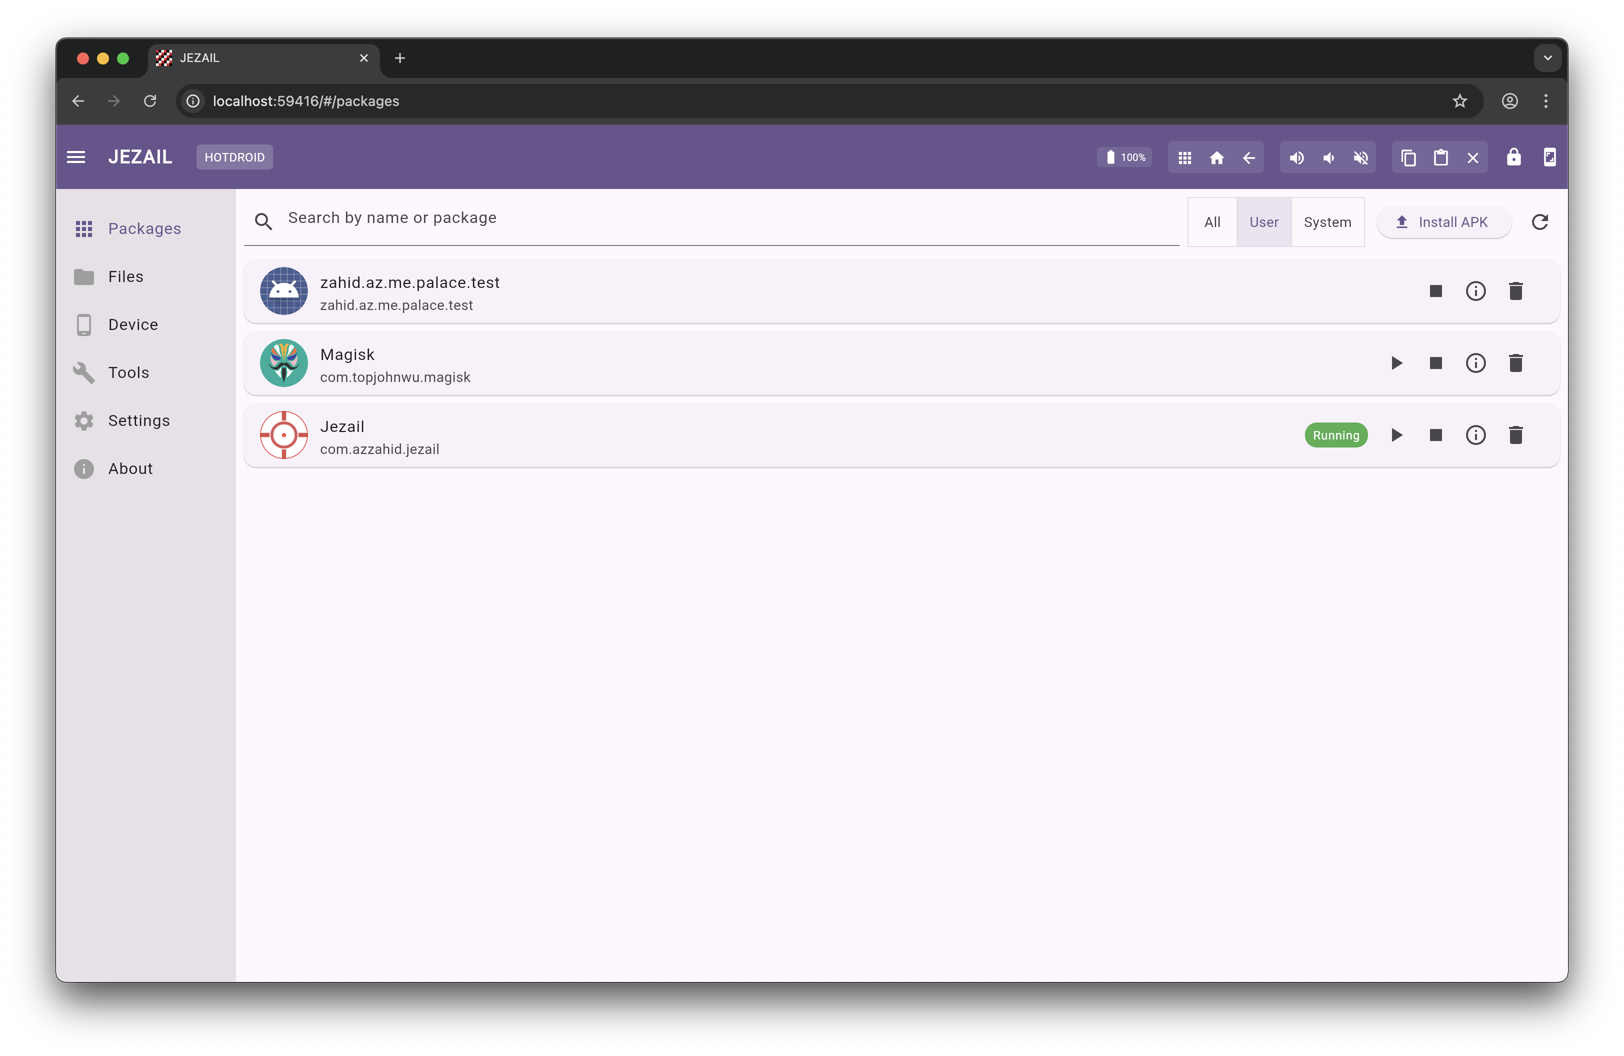 JEZAIL
localhost:59416/#/packages
JEZAIL
HOTDROID
100%
Packages
Files
Device
Tools
Settings
About
Search by name or package
All
User
System
Install APK
zahid.az.me.palace.test
zahid.az.me.palace.test
Magisk
com.topjohnwu.magisk
Jezail
com.azzahid.jezail
Running